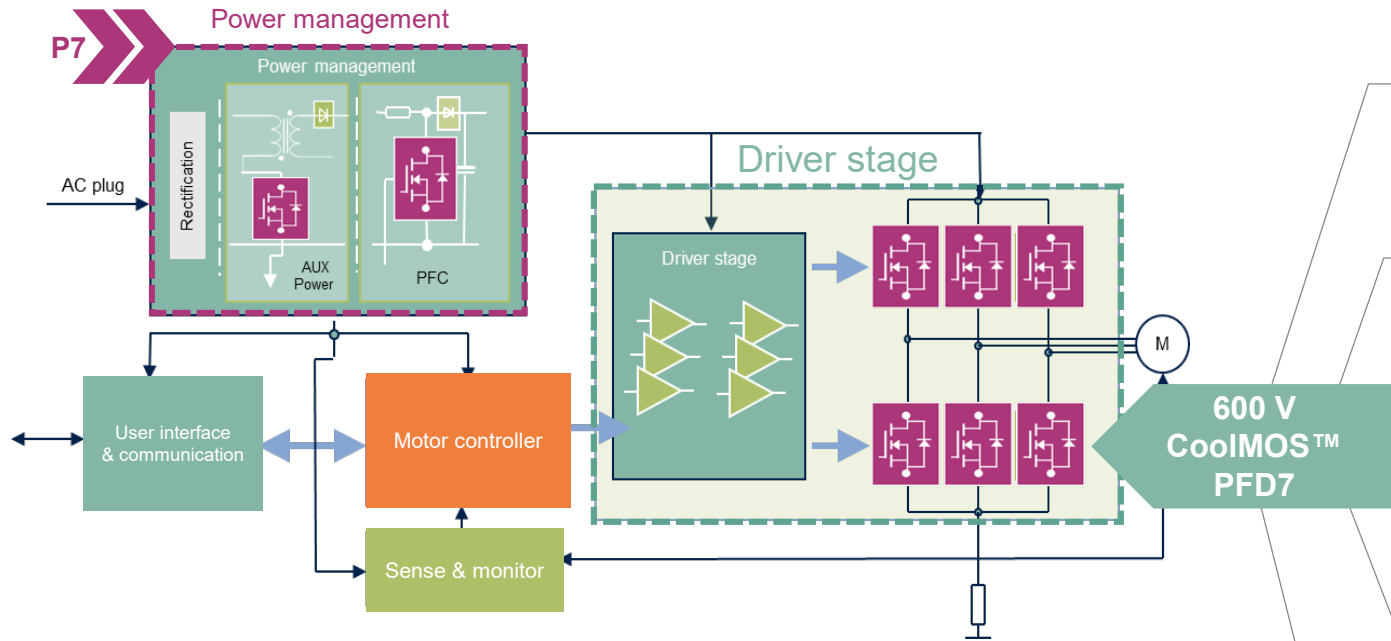 Power management
P7
Power management
Rectification
AC plug
AUX
Power
PFC
Driver stage
Driver stage
M
User interface
& communication
Motor controller
Sense & monitor
600 V
CoolMOS™
PFD7